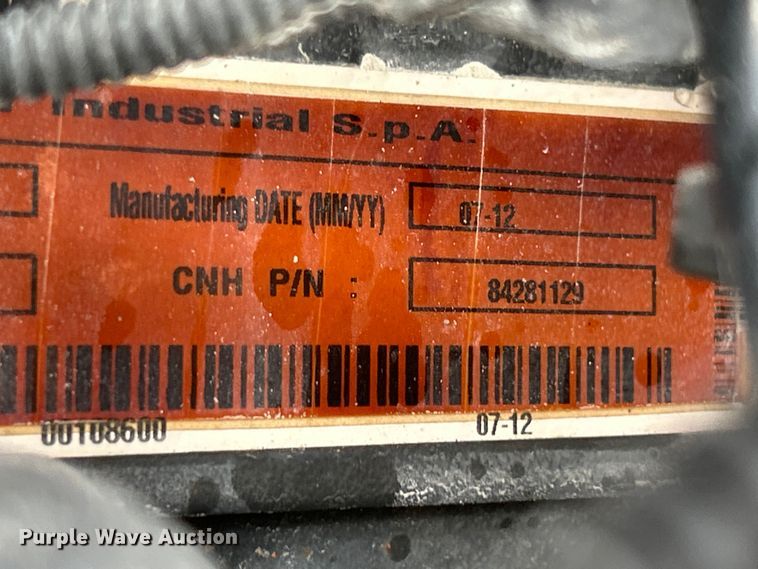 Industrial S.p.A.
Manufacturing DATE (MM/YY) 07-12
CNH P/N : 84281129
00108600 07-12
Purple Wave Auction